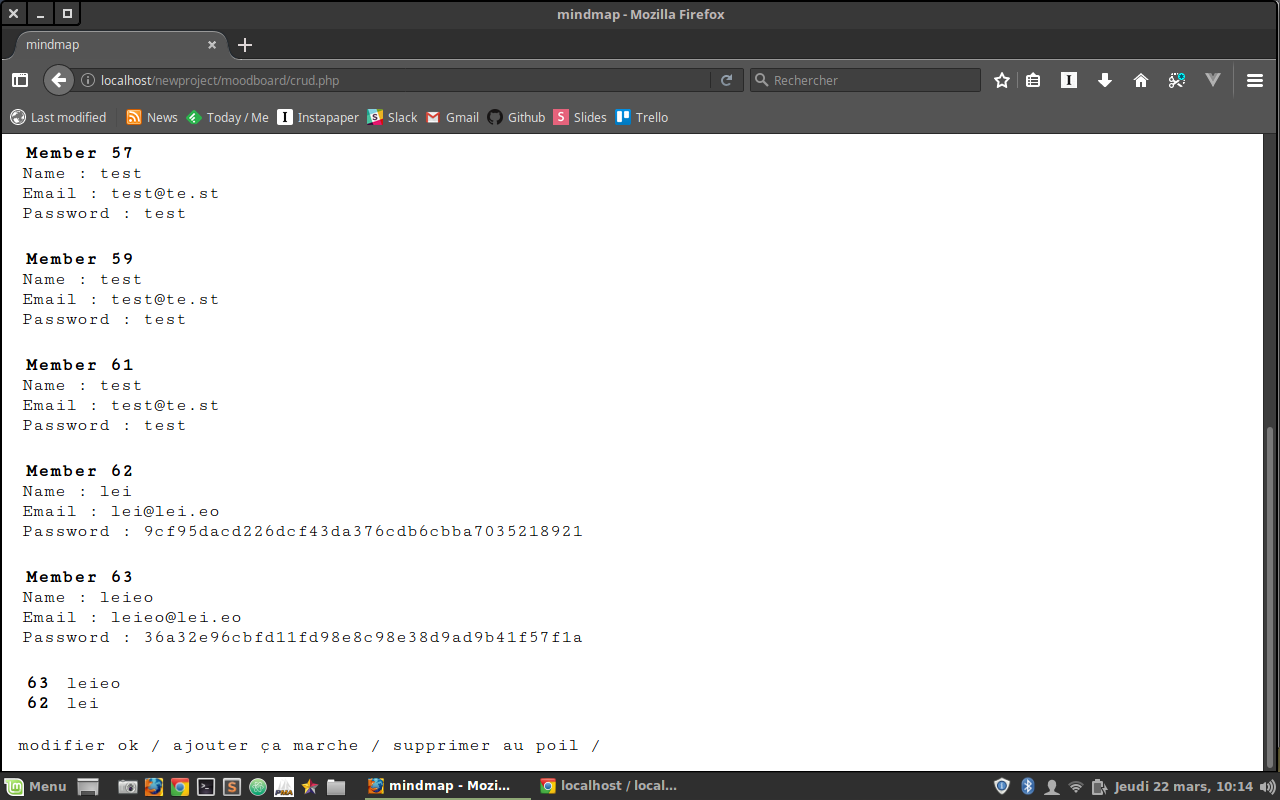 mindmap - Mozilla Firefox
mindmap
localhost/newproject/moodboard/crud.php
Rechercher
Last modified News Today / Me Instapaper Slack Gmail Github Slides Trello
Member 57
Name : test
Email : test@te.st
Password : test
Member 59
Name : test
Email : test@te.st
Password : test
Member 61
Name : test
Email : test@te.st
Password : test
Member 62
Name : lei
Email : lei@lei.eo
Password : 9cf95dacd226dcf43da376cdb6cbba7035218921
Member 63
Name : leieo
Email : leieo@lei.eo
Password : 36a32e96cbfd11fd98e8c98e38d9ad9b41f57f1a
63 leieo
62 lei
modifier ok / ajouter ça marche / supprimer au poil /
Menu mindmap - Mozi... localhost / local... Jeudi 22 mars, 10:14